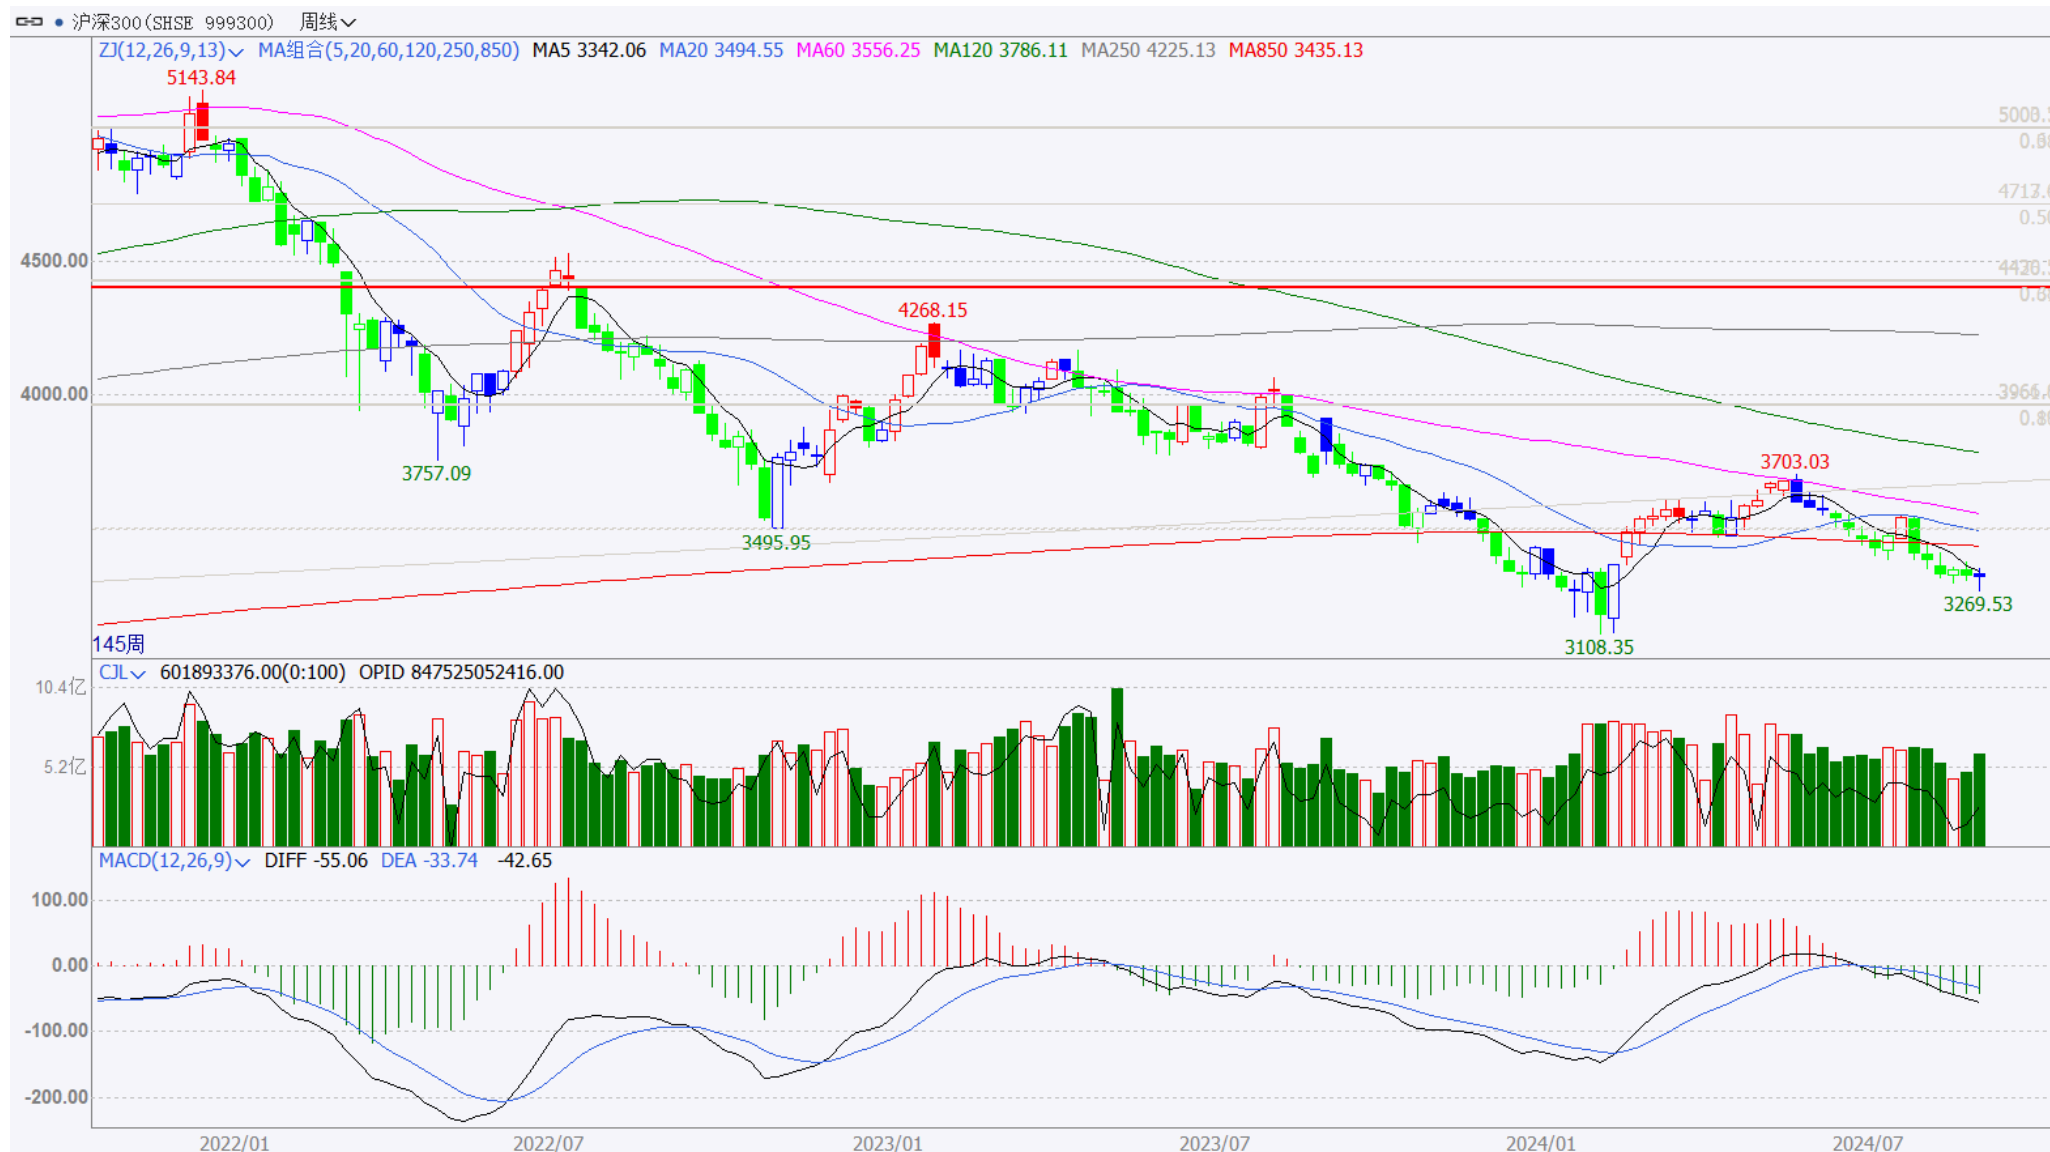 沪深300(SHSE 999300) 周线
ZJ(12,26,9,13) MA组合(5,20,60,120,250,850) MA5 3342.06 MA20 3494.55 MA60 3556.25 MA120 3786.11 MA250 4225.13 MA850 3435.13
5143.84
4500.00
4268.15
4000.00
3703.03
3757.09
3495.95
3269.53
145周
3108.35
CJL 601893376.00(0:100) OPID 847525052416.00
10.4亿
5.2亿
MACD(12,26,9) DIFF -55.06 DEA -33.74 -42.65
100.00
0.00
-100.00
-200.00
2022/01 2022/07 2023/01 2023/07 2024/01 2024/07